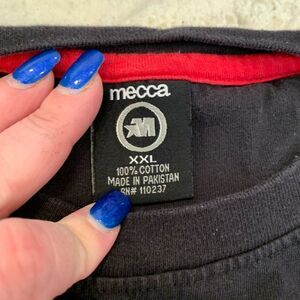 mecca
M
XXL
100% COTTON
MADE IN PAKISTAN
SN# 110237